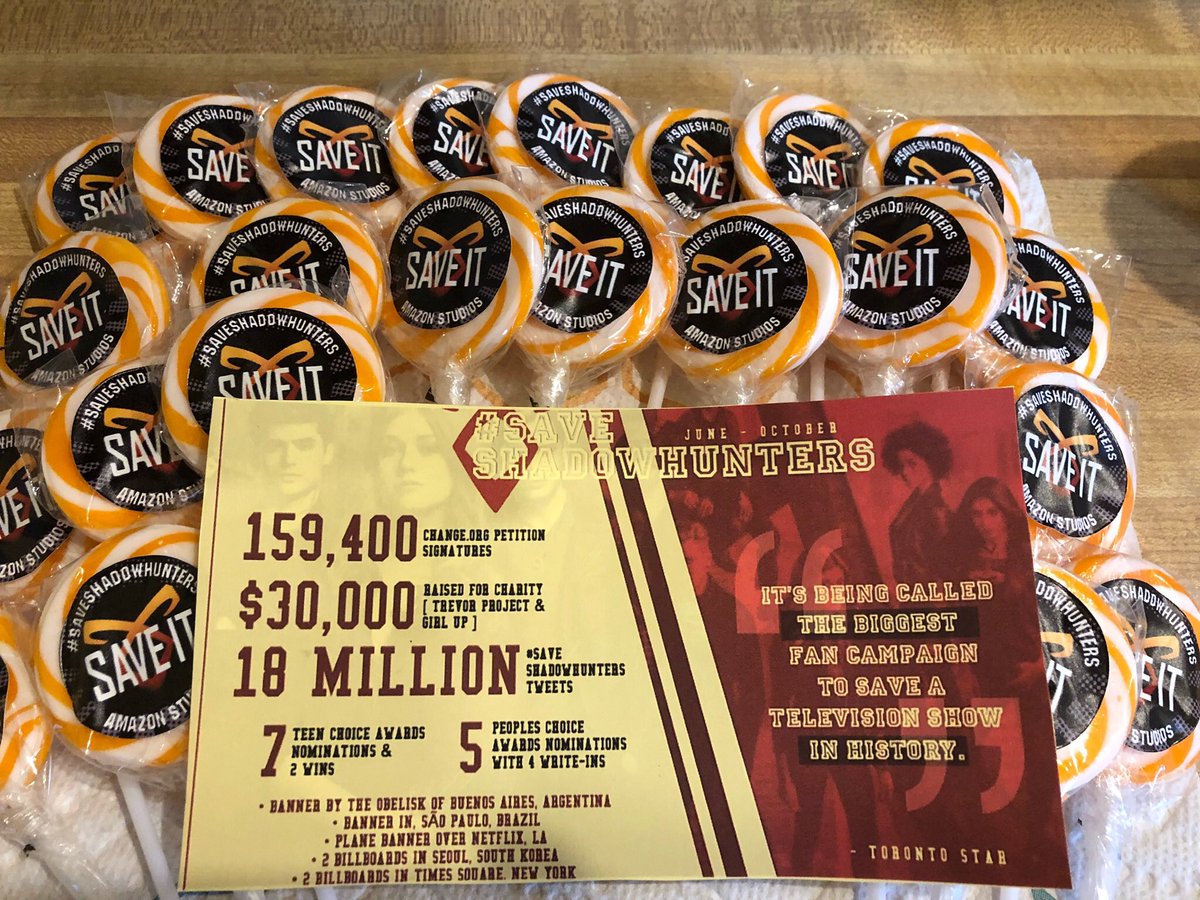 #SAVESHADOWHUNTERS
SAVE IT
AMAZON STUDIOS
#SAVE
SHADOWHUNTERS
JUNE - OCTOBER
159,400 CHANGE.ORG PETITION
SIGNATURES
$30,000 RAISED FOR CHARITY
[ TREVOR PROJECT &
GIRL UP ]
18 MILLION #SAVE
SHADOWHUNTERS
TWEETS
7 TEEN CHOICE AWARDS
NOMINATIONS &
2 WINS
5 PEOPLES CHOICE
AWARDS NOMINATIONS
WITH 4 WRITE-INS
• BANNER BY THE OBELISK OF BUENOS AIRES, ARGENTINA
• BANNER IN, SÃO PAULO, BRAZIL
• PLANE BANNER OVER NETFLIX, LA
• 2 BILLBOARDS IN SEOUL, SOUTH KOREA
• 2 BILLBOARDS IN TIMES SQUARE, NEW YORK
“
IT'S BEING CALLED
THE BIGGEST
FAN CAMPAIGN
TO SAVE A
TELEVISION SHOW
IN HISTORY.
”
- TORONTO STAR